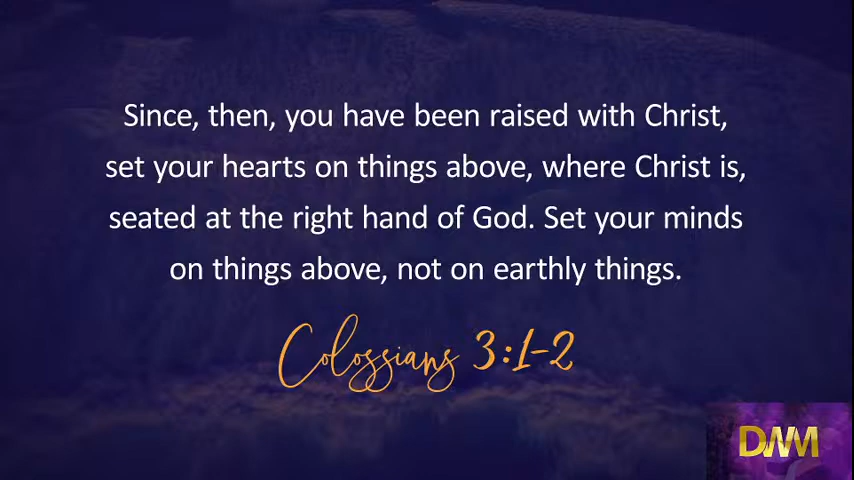 Since, then, you have been raised with Christ,
set your hearts on things above, where Christ is,
seated at the right hand of God. Set your minds
on things above, not on earthly things.
Colossians 3:1-2
DWM